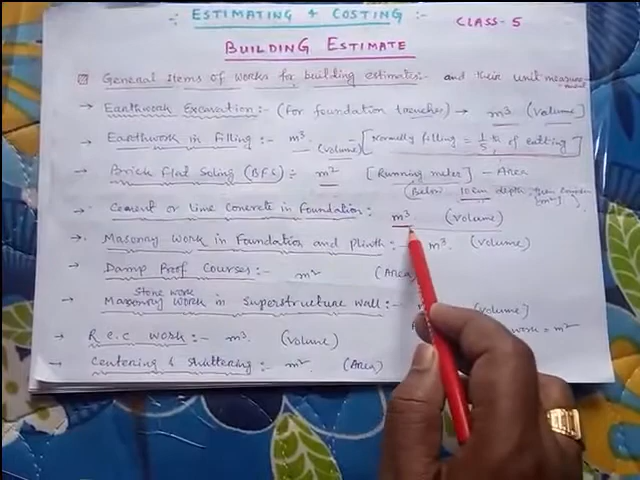 -: ESTIMATING & COSTING :- CLASS-5
BUILDING ESTIMATE
General items of works for building estimates:- and their unit measurement
→ Earthwork Excavation :- (For foundation trenches) → m³ (Volume)
→ Earthwork in Filling :- m³ (Volume) - [Normally filling = 1/5 th of cutting]
→ Brick Flat Soling (BFS) :- m² [Running meter] - Area
(Below 10cm depth
→ Cement or lime Concrete in Foundation : m³ (Volume) (m²)
→ Masonry Work in Foundation and Plinth :- m³. (Volume)
→ Damp Proof Courses :- m² (Area
Stone work
→ Masonry Work in Superstructure Wall :- (Volume)
work = m²
→ R.C.C work :- m³ (Volume)
→ Centering & Shuttering :- m² (Area)